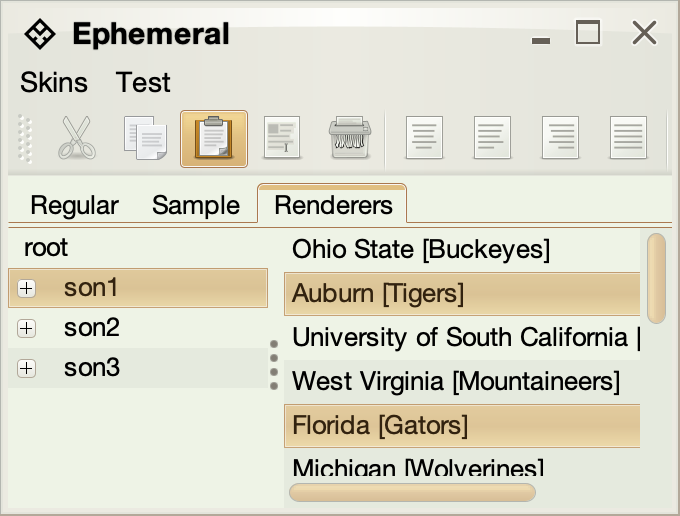 Ephemeral
Skins Test
Regular Sample Renderers
root
son1
son2
son3
Ohio State [Buckeyes]
Auburn [Tigers]
University of South California [
West Virginia [Mountaineers]
Florida [Gators]
Michigan [Wolverines]